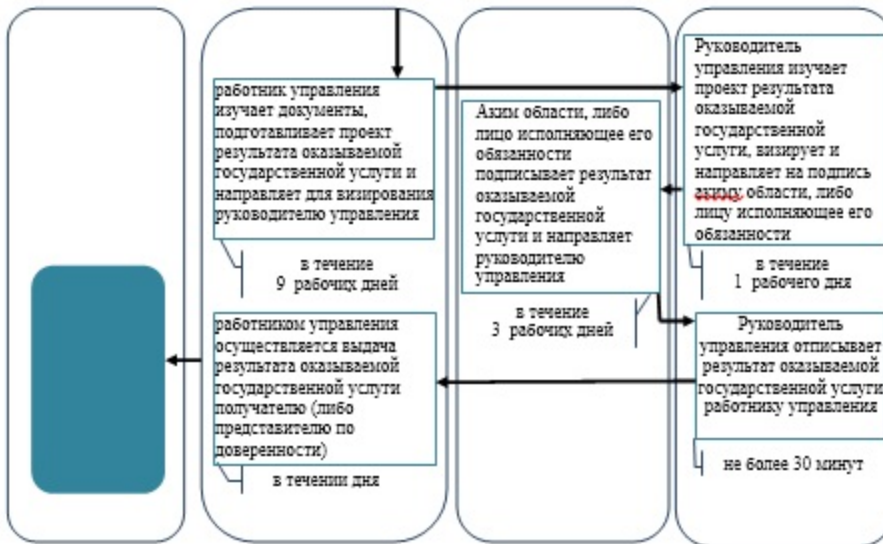 работник управления
изучает документы,
подготавливает проект
результата оказываемой
государственной услуги и
направляет для визирования
руководителю управления
в течение
9 рабочих дней
Руководитель
управления изучает
проект результата
оказываемой
государственной
услуги, визирует и
направляет на подпись
акиму области, либо
лицу исполняющее его
обязанности
в течение
1 рабочего дня
Аким области, либо
лицо исполняющее его
обязанности
подписывает результат
оказываемой
государственной
услуги и направляет
руководителю
управления
в течение
3 рабочих дней
Руководитель
управления отписывает
результат оказываемой
государственной услуги
работнику управления
не более 30 минут
работником управления
осуществляется выдача
результата оказываемой
государственной услуги
получателю (либо
представителю по
доверенности)
в течении дня